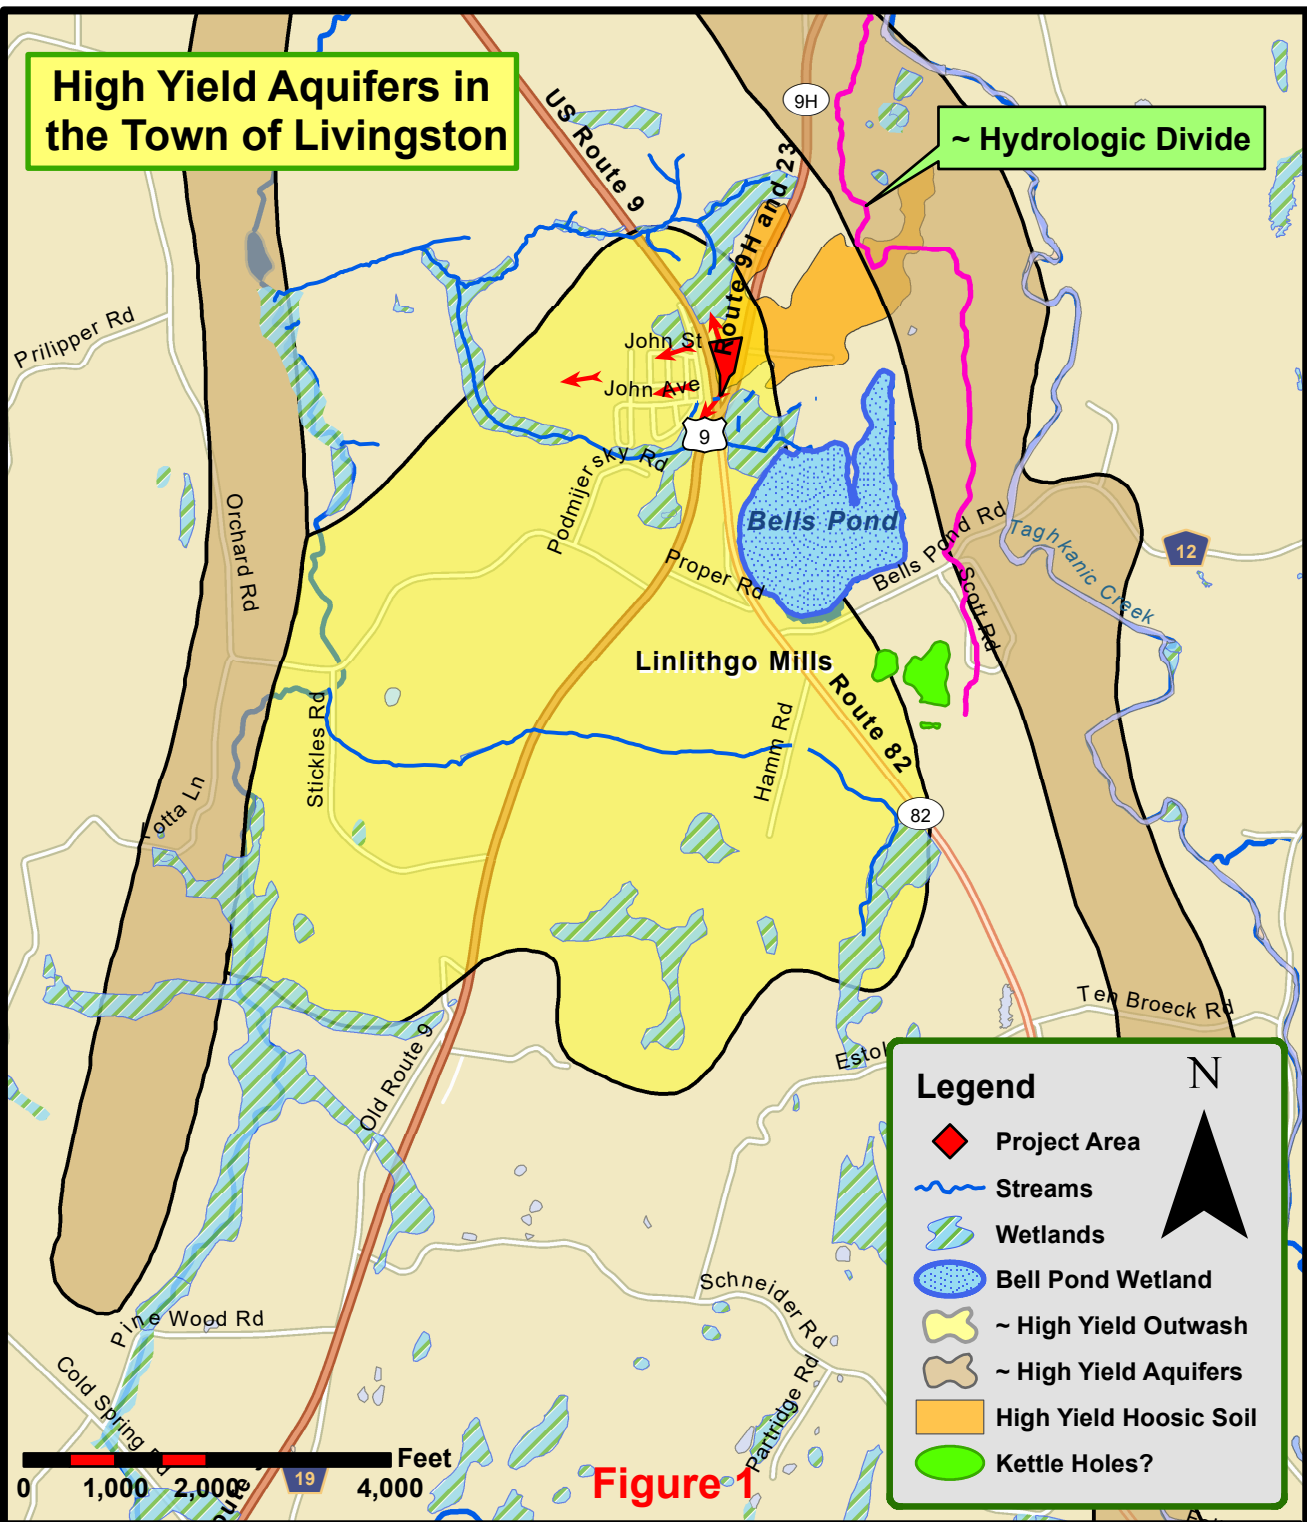 High Yield Aquifers in
the Town of Livingston
US Route 9
9H
Route 9H and 23
~ Hydrologic Divide
Prilipper Rd
John St
John Ave
9
Podmijersky Rd
Orchard Rd
Bells Pond
Proper Rd
Bells Pond Rd
Scott Rd
Taghkanic Creek
12
Linlithgo Mills
Route 82
Stickles Rd
Hamm Rd
82
otta Ln
Ten Broeck Rd
Old Route 9
Schneider Rd
Partridge Rd
Pine Wood Rd
Cold Spring Rd
19
Feet
0 1,000 2,000 4,000
Figure 1
Legend
N
Project Area
Streams
Wetlands
Bell Pond Wetland
~ High Yield Outwash
~ High Yield Aquifers
High Yield Hoosic Soil
Kettle Holes?